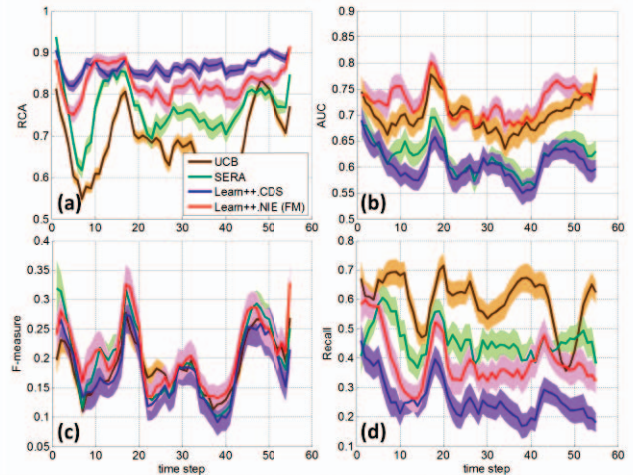 RCA
1
0.9
0.8
0.7
0.6
0.5
(a)
UCB
SERA
Learn++.CDS
Learn++.NIE (FM)
0 10 20 30 40 50 60
AUC
0.85
0.8
0.75
0.7
0.65
0.6
0.55
0.5
(b)
0 10 20 30 40 50 60
F-measure
0.4
0.35
0.3
0.25
0.2
0.15
0.1
0.05
(c)
0 10 20 30 40 50 60
time step
Recall
0.8
0.7
0.6
0.5
0.4
0.3
0.2
0.1
(d)
0 10 20 30 40 50 60
time step